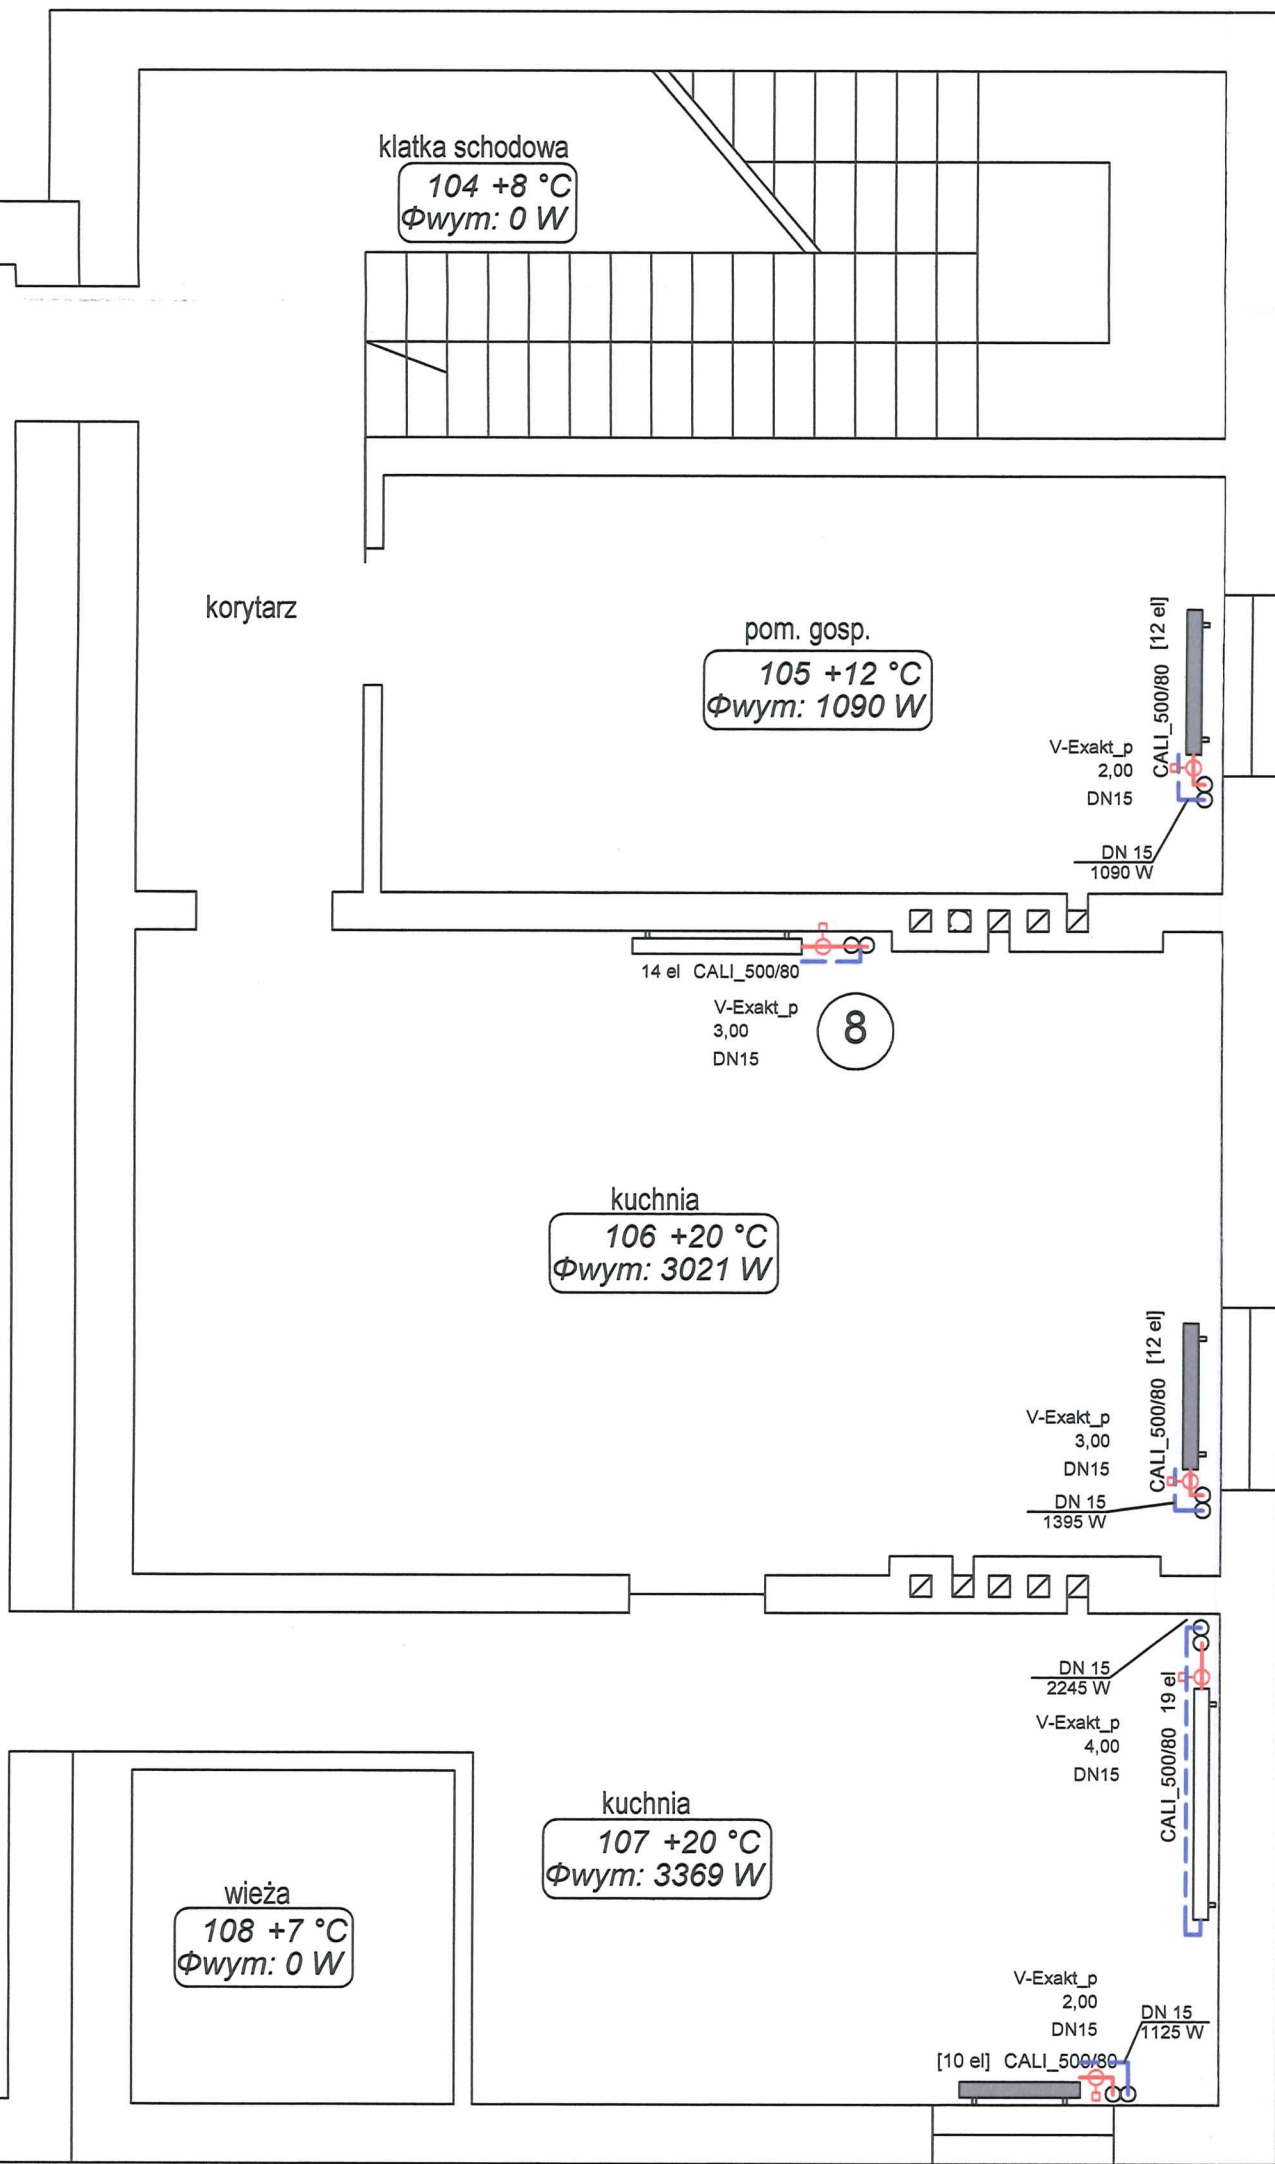 klatka schodowa
104 +8 °C
Φwym: 0 W
korytarz
pom. gosp.
105 +12 °C
Φwym: 1090 W
CALI_500/80 [12 el]
V-Exakt_p
2,00
DN15
DN 15
1090 W
14 el CALI_500/80
V-Exakt_p
3,00
DN15
8
kuchnia
106 +20 °C
Φwym: 3021 W
CALI_500/80 [12 el]
V-Exakt_p
3,00
DN15
DN 15
1395 W
DN 15
2245 W
CALI_500/80 19 el
V-Exakt_p
4,00
DN15
kuchnia
107 +20 °C
Φwym: 3369 W
wieża
108 +7 °C
Φwym: 0 W
V-Exakt_p
2,00
DN15
DN 15
1125 W
[10 el] CALI_500/80